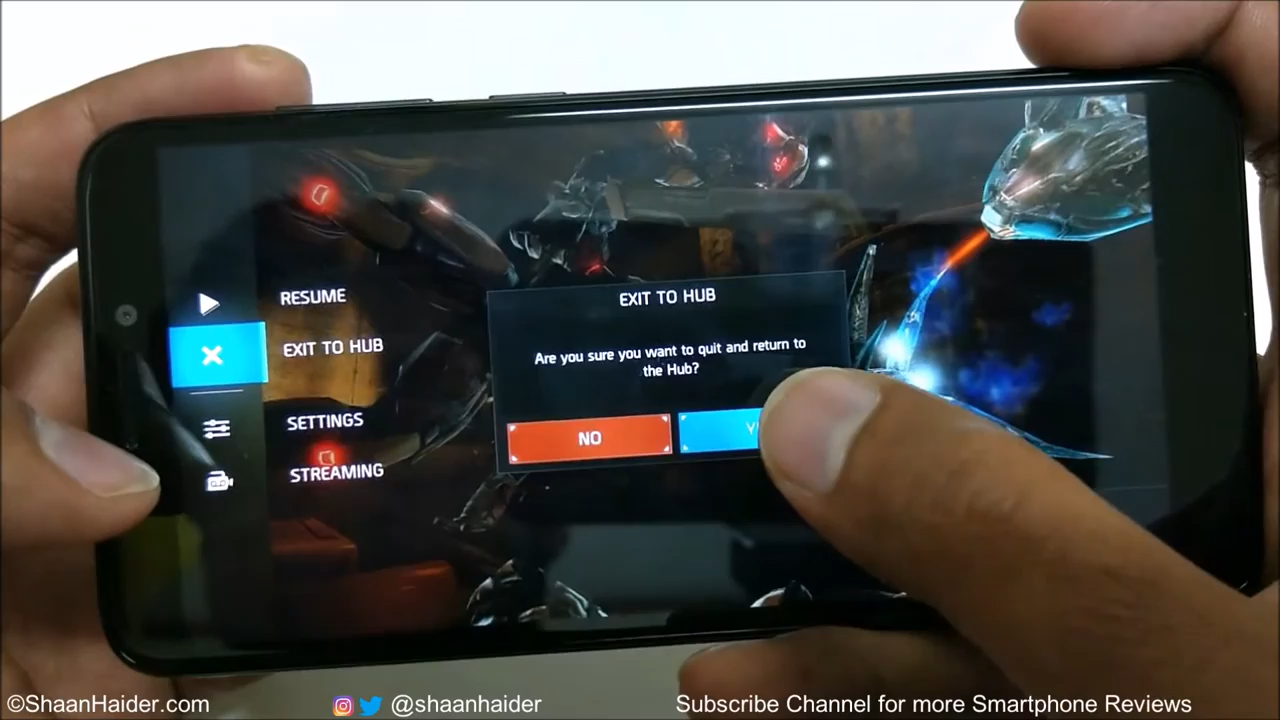 RESUME
EXIT TO HUB
SETTINGS
STREAMING
EXIT TO HUB
Are you sure you want to quit and return to
the Hub?
NO
©ShaanHaider.com
@shaanhaider
Subscribe Channel for more Smartphone Reviews